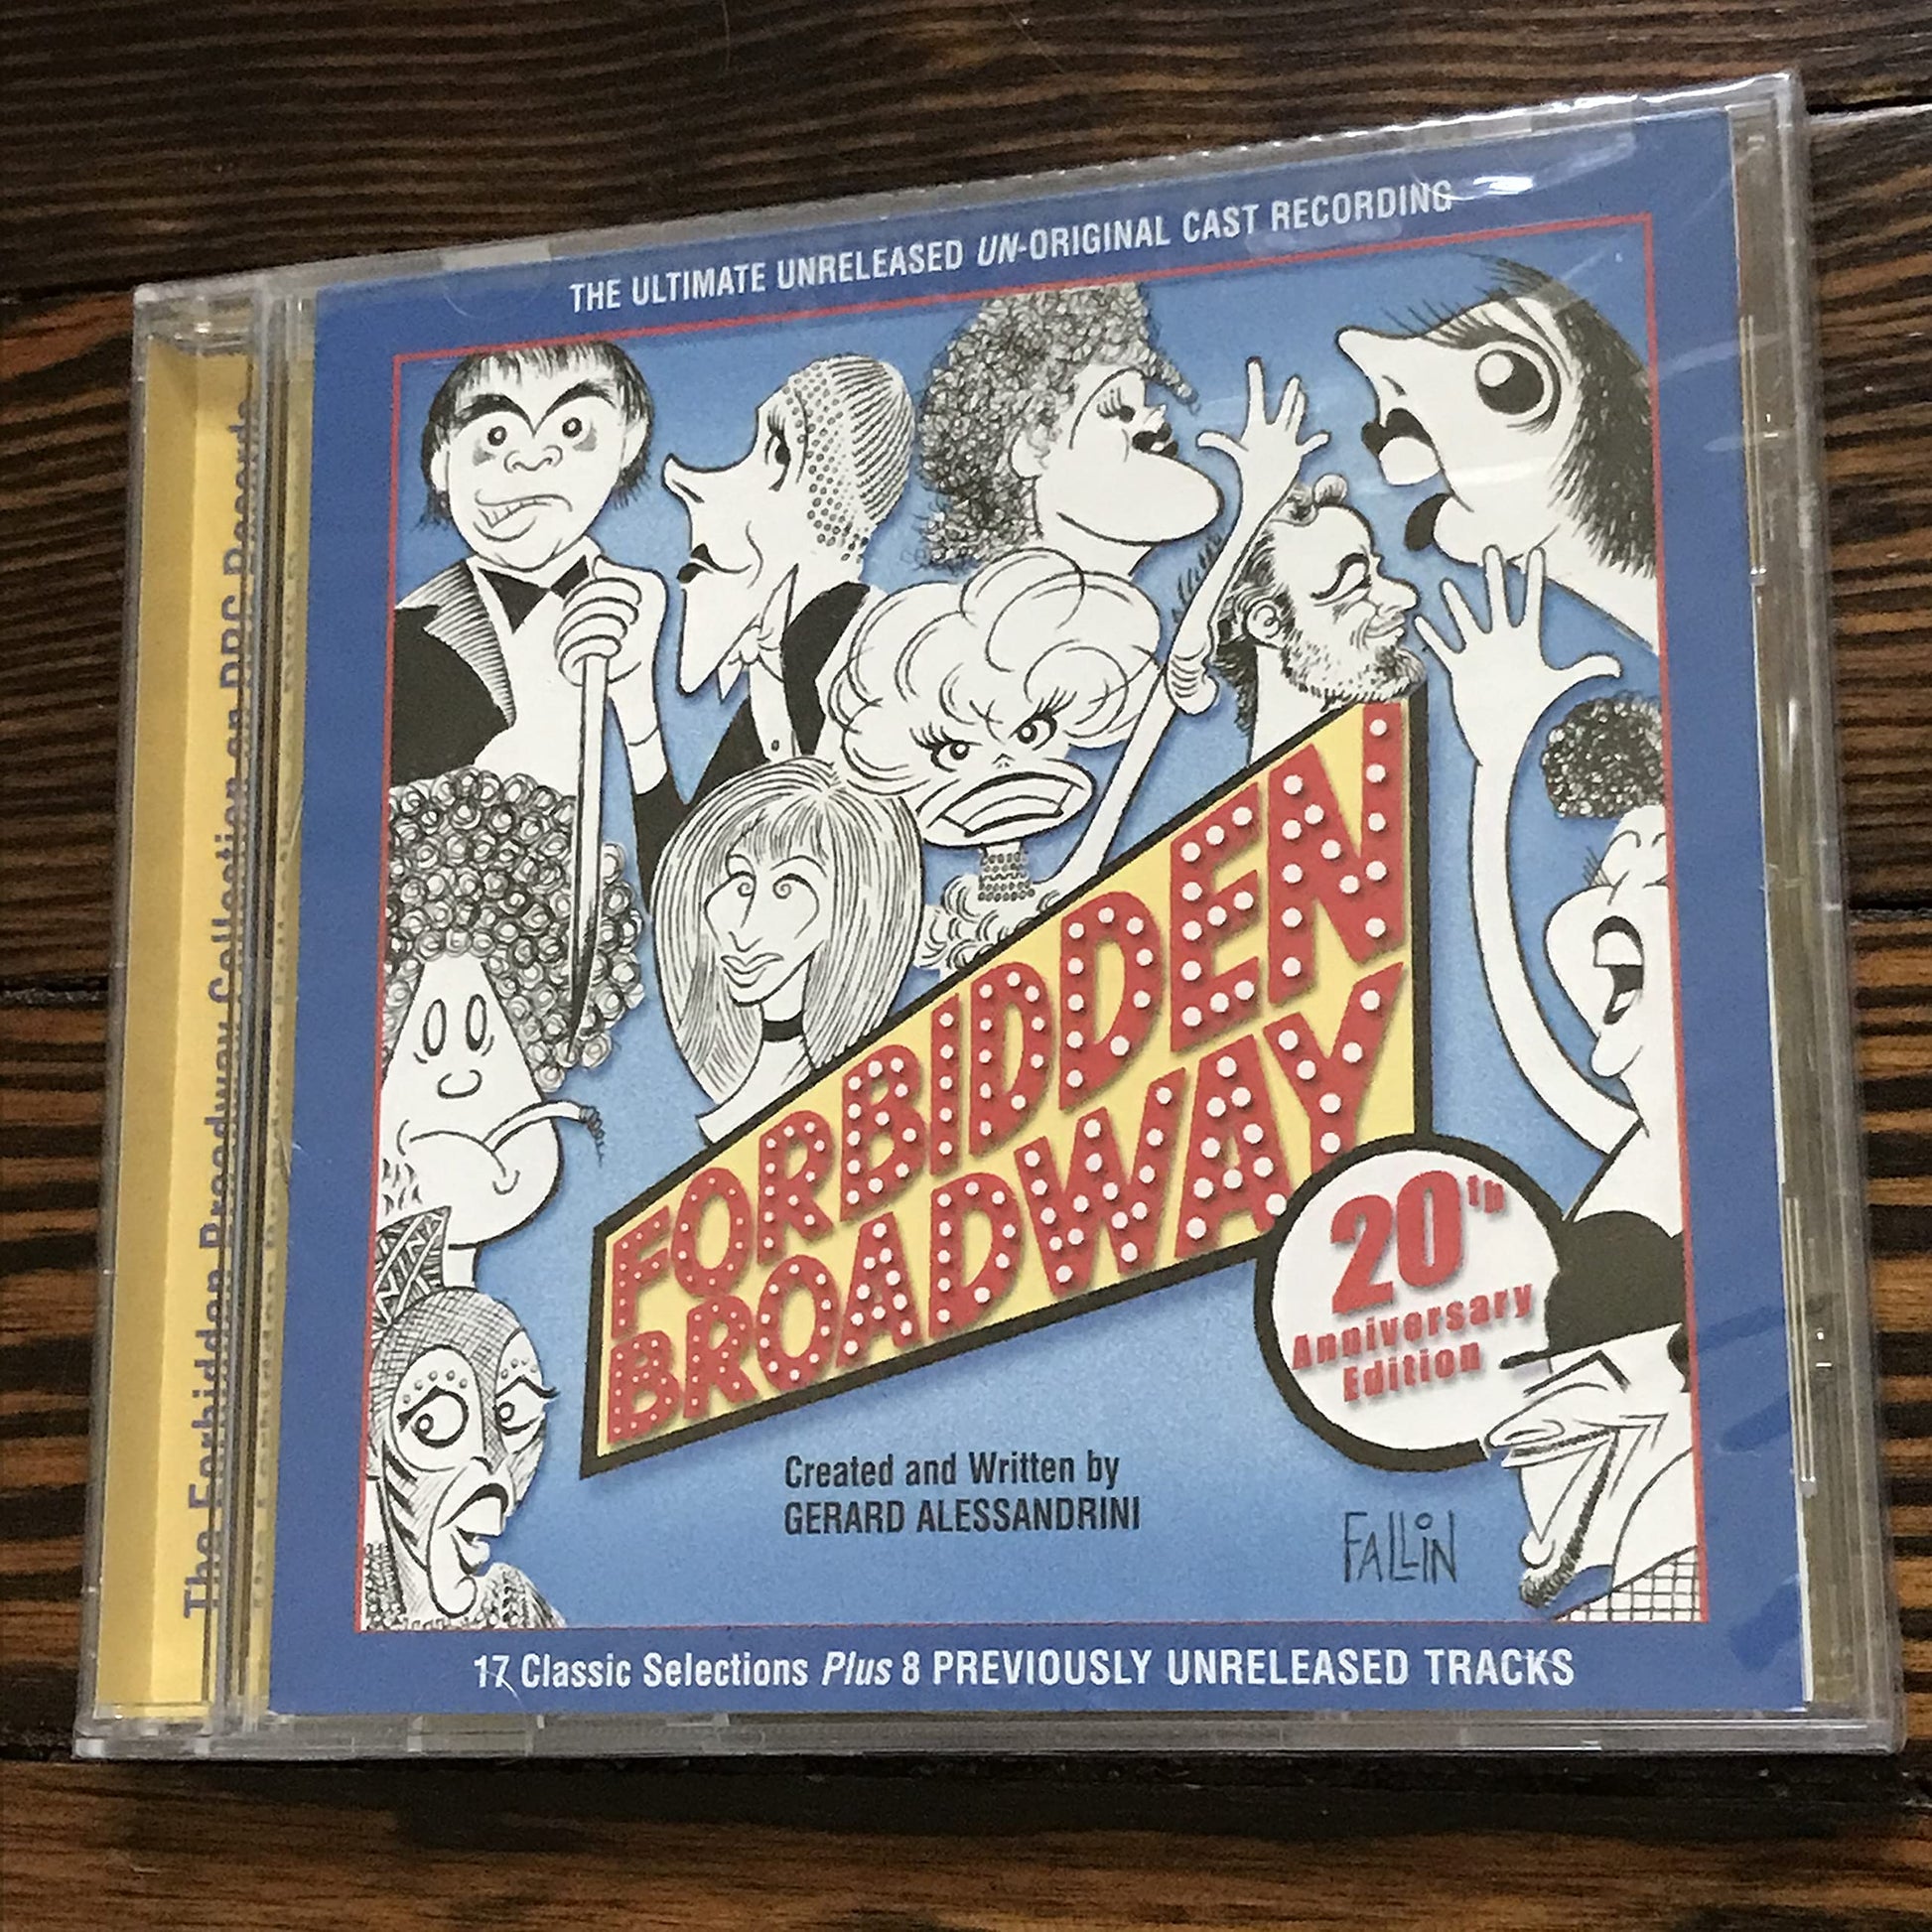 THE ULTIMATE UNRELEASED UN-ORIGINAL CAST RECORDING
FORBIDDEN
BROADWAY
20th
Anniversary
Edition
Created and Written by
GERARD ALESSANDRINI
FALLiN
17 Classic Selections Plus 8 PREVIOUSLY UNRELEASED TRACKS
The Forbidden Broadway Collection on DRG Records